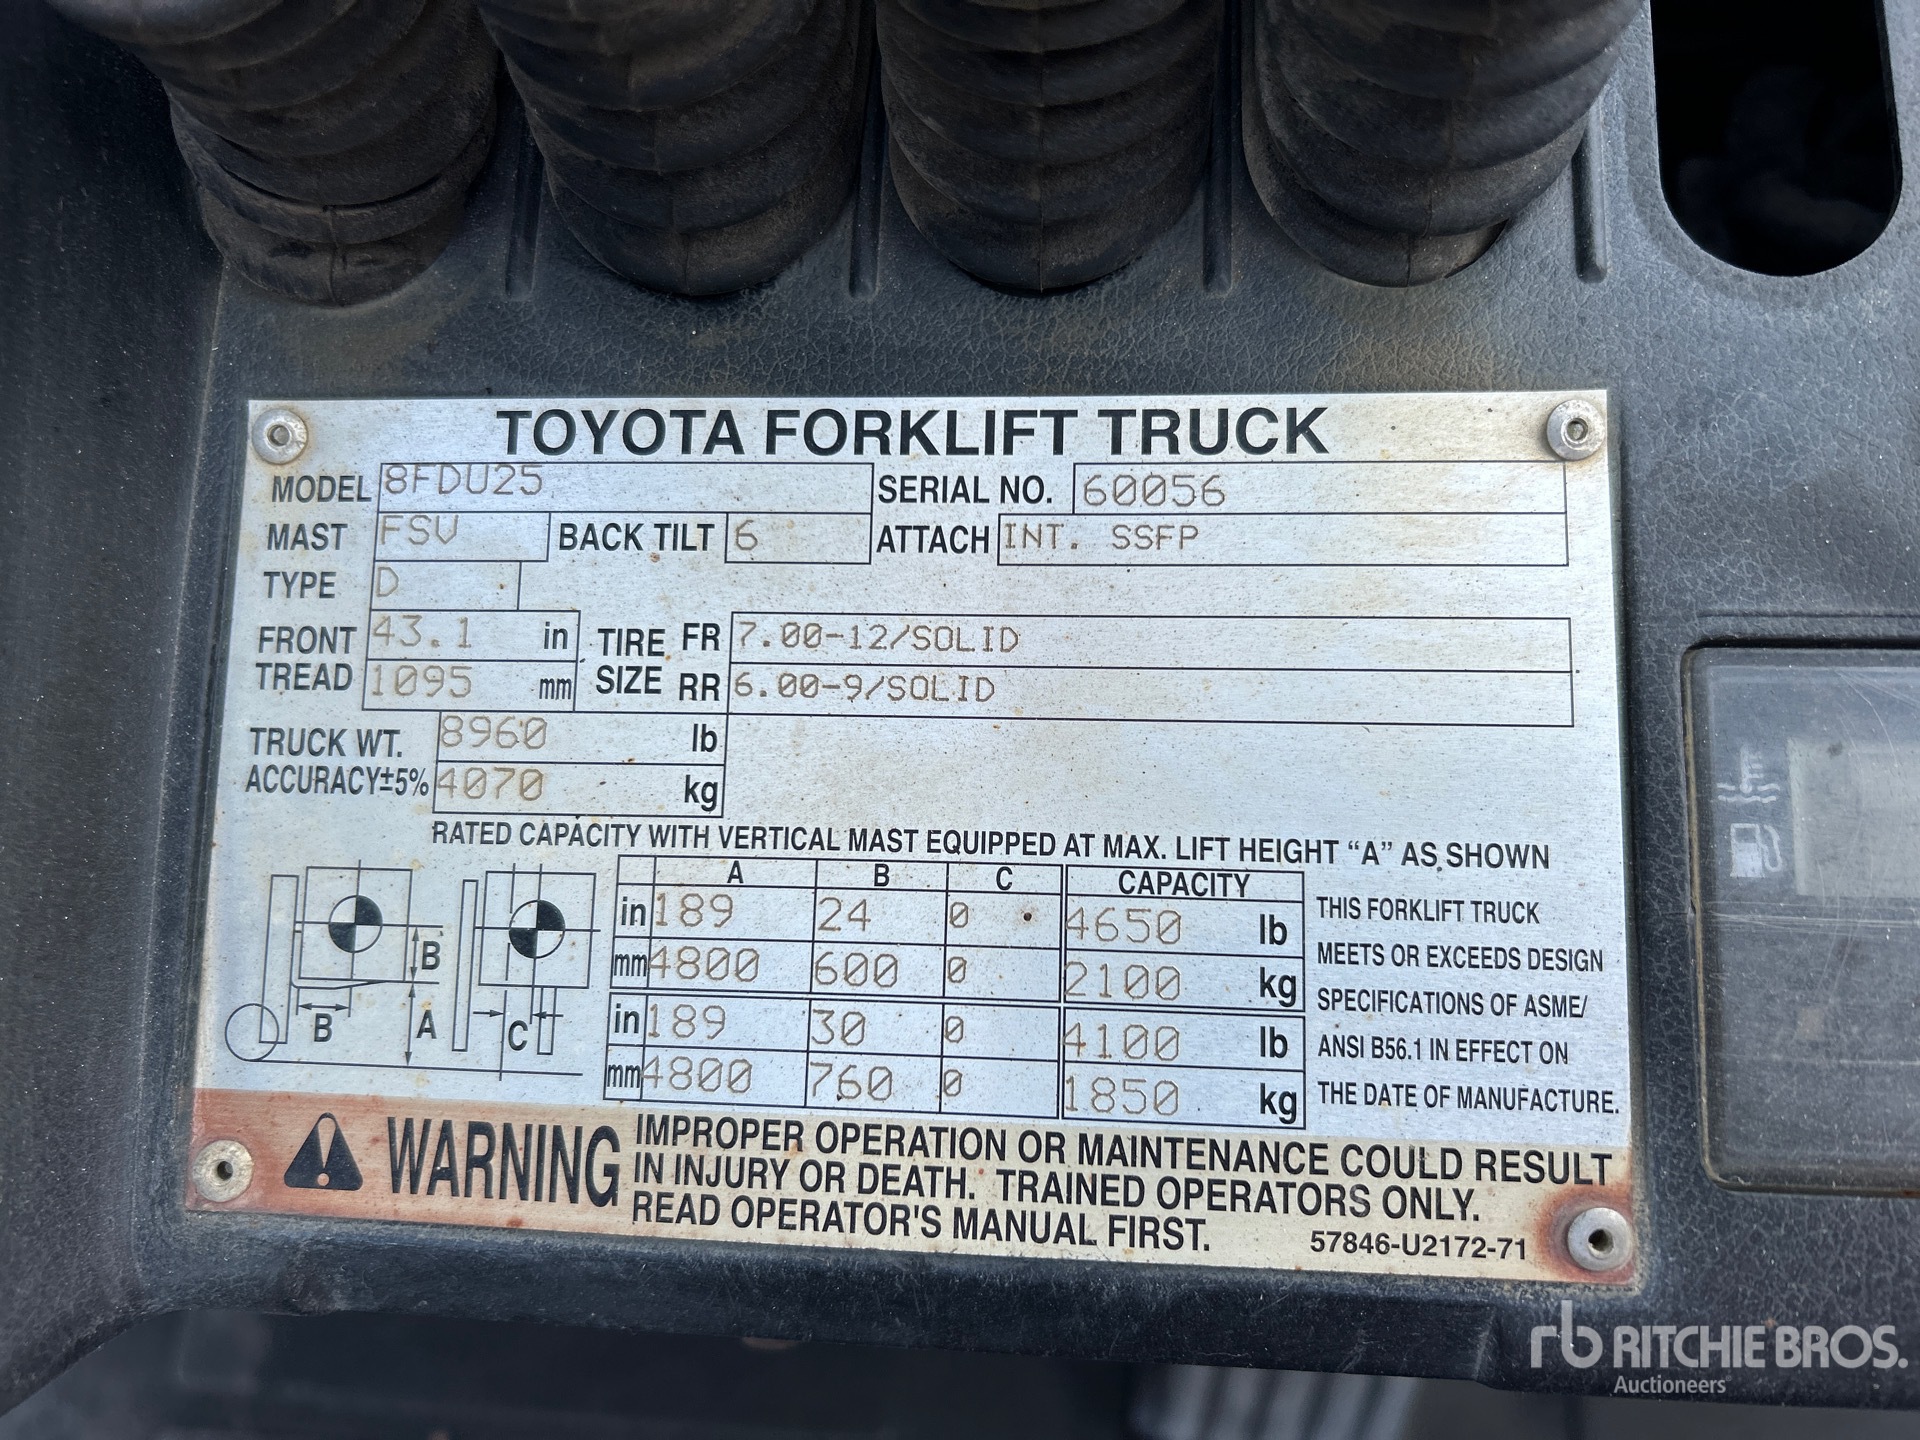 TOYOTA FORKLIFT TRUCK
MODEL 8FDU25 SERIAL NO. 60056
MAST FSV BACK TILT 6 ATTACH INT. SSFP
TYPE D
FRONT TREAD 43.1 in TIRE SIZE FR 7.00-12/SOLID
1095 mm RR 6.00-9/SOLID
TRUCK WT. 8960 lb
ACCURACY±5% 4070 kg
RATED CAPACITY WITH VERTICAL MAST EQUIPPED AT MAX. LIFT HEIGHT “A” AS SHOWN
A B C CAPACITY
in 189 24 0 4650 lb
mm 4800 600 0 2100 kg
in 189 30 0 4100 lb
mm 4800 760 0 1850 kg
B
B
A
C
THIS FORKLIFT TRUCK
MEETS OR EXCEEDS DESIGN
SPECIFICATIONS OF ASME/
ANSI B56.1 IN EFFECT ON
THE DATE OF MANUFACTURE.
WARNING
IMPROPER OPERATION OR MAINTENANCE COULD RESULT
IN INJURY OR DEATH. TRAINED OPERATORS ONLY.
READ OPERATOR'S MANUAL FIRST.
57846-U2172-71
rb RITCHIE BROS.
Auctioneers